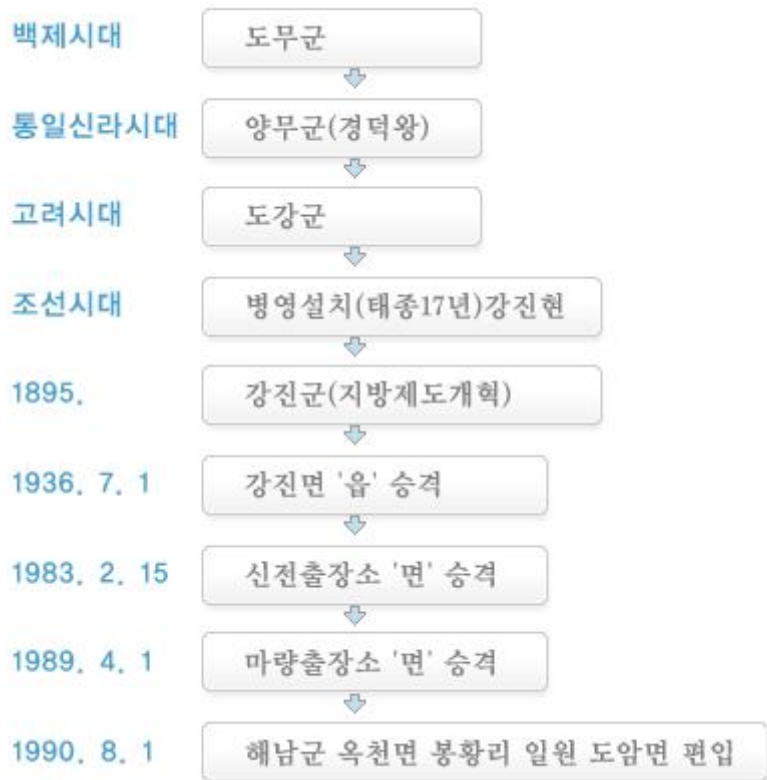 백제시대 도무군
통일신라시대 양무군(경덕왕)
고려시대 도강군
조선시대 병영설치(태종17년)강진현
1895. 강진군(지방제도개혁)
1936. 7. 1 강진면 '읍' 승격
1983. 2. 15 신전출장소 '면' 승격
1989. 4. 1 마량출장소 '면' 승격
1990. 8. 1 해남군 옥천면 봉황리 일원 도암면 편입